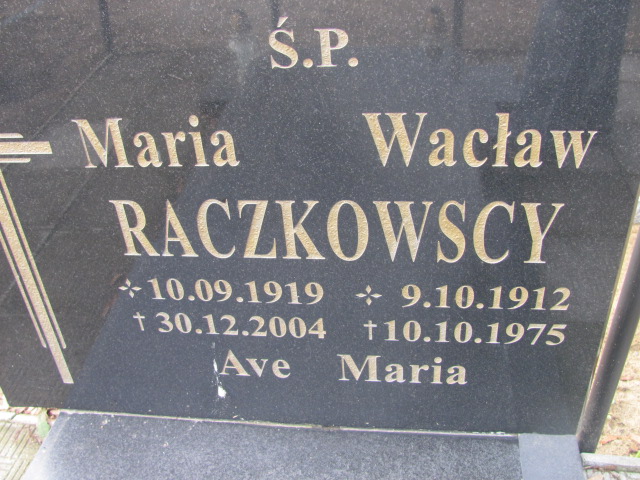 Ś.P.
Maria Wacław
RACZKOWSCY
✢ 10.09.1919 ✢ 9.10.1912
† 30.12.2004 † 10.10.1975
Ave Maria